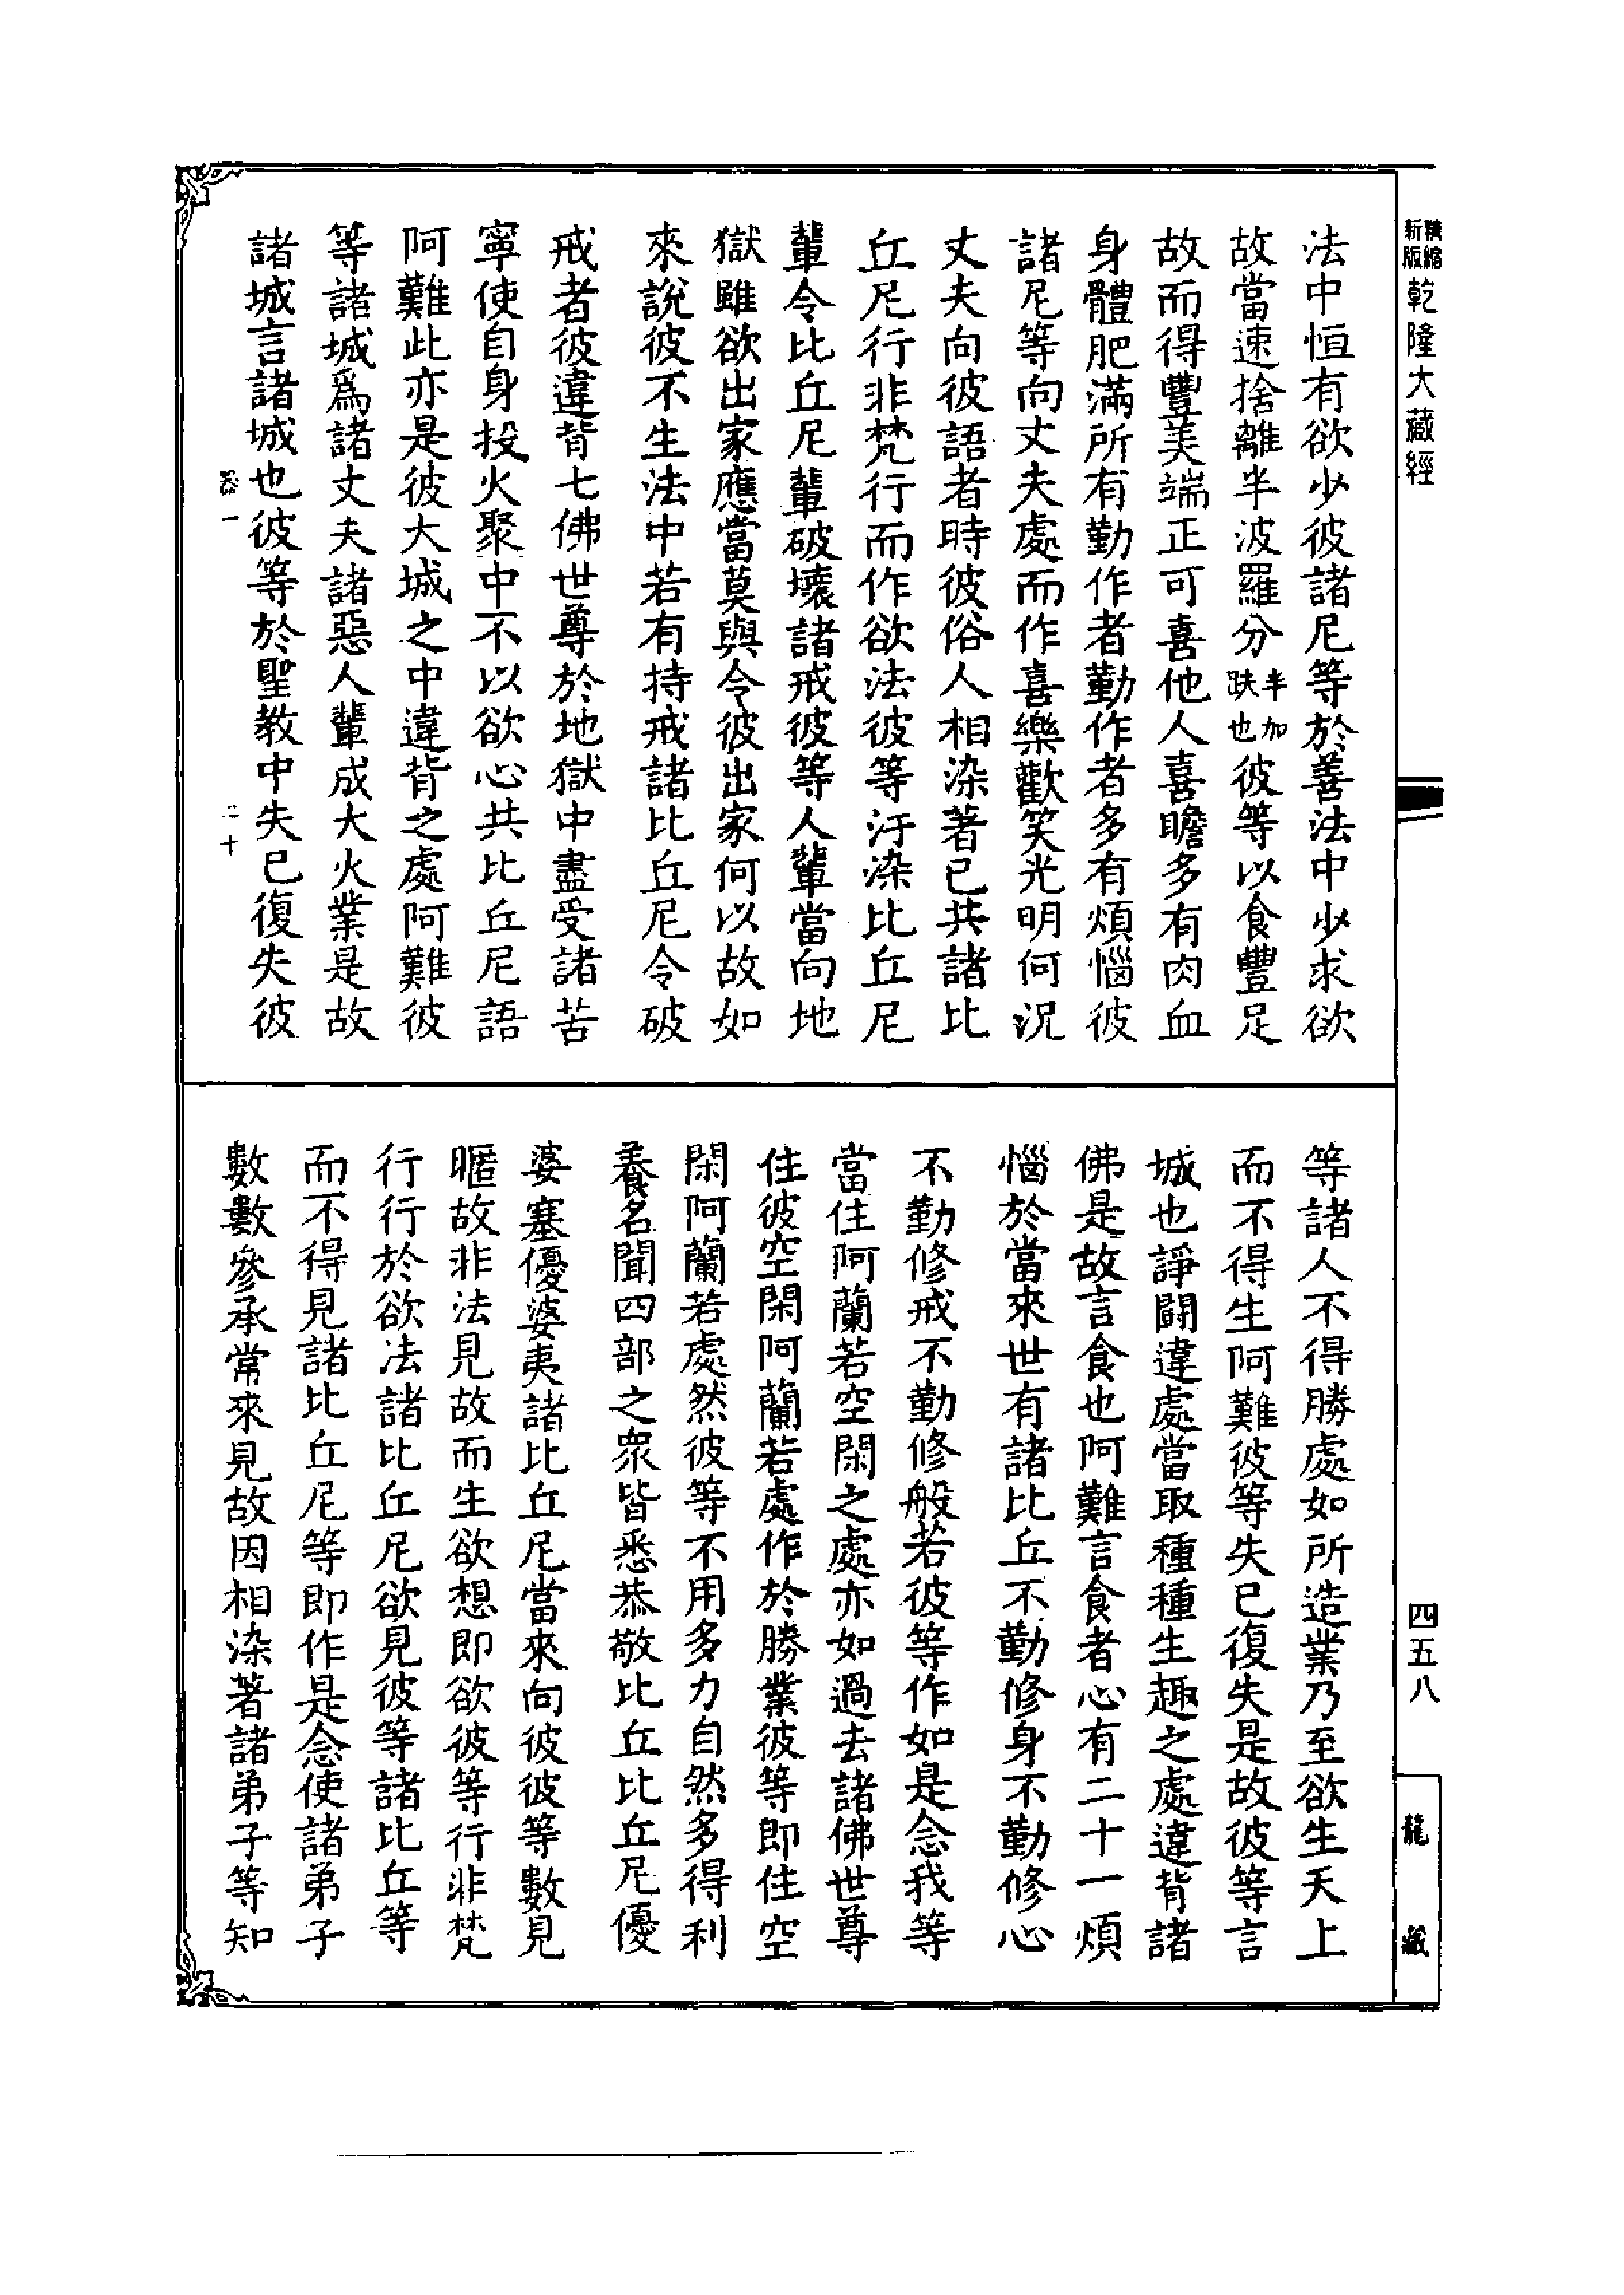 精縮新版乾隆大藏經
法中恒有欲少彼諸尼等於善法中少求欲
故當速捨離半波羅分半加趺也彼等以食豐足
故而得豐美端正可喜他人喜瞻多有肉血
身體肥滿所有勤作者勤作者多有煩惱彼
諸尼等向丈夫處而作喜樂歡笑光明何況
丈夫向彼語者時彼俗人相染著已共諸比
丘尼行非梵行而作欲法彼等汙染比丘尼
輩令比丘尼輩破壞諸戒彼等人輩當向地
獄雖欲出家應當莫與令彼出家何以故如
來說彼不生法中若有持戒諸比丘尼令破
戒者彼違背七佛世尊於地獄中盡受諸苦
寧使自身投火聚中不以欲心共比丘尼語
阿難此亦是彼大城之中違背之處阿難彼
等諸城爲諸丈夫諸惡人輩成大火業是故
諸城言諸城也彼等於聖教中失已復失彼
卷一 二十
等諸人不得勝處如所造業乃至欲生天上
而不得生阿難彼等失已復失是故彼等言
城也諍鬪違處當取種種生趣之處違背諸
佛是故言食也阿難言食者心有二十一煩
惱於當來世有諸比丘不勤修身不勤修心
不勤修戒不勤修般若彼等作如是念我等
當住阿蘭若空閑之處亦如過去諸佛世尊
住彼空閑阿蘭若處作於勝業彼等即住空
閑阿蘭若處然彼等不用多力自然多得利
養名聞四部之衆皆悉恭敬比丘比丘尼優
婆塞優婆夷諸比丘尼當來向彼彼等數見
暱故非法見故而生欲想即欲彼等行非梵
行行於欲法諸比丘尼欲見彼等諸比丘等
而不得見諸比丘尼等即作是念使諸弟子
數數參承常來見故因相染著諸弟子等知
四五八
龍藏